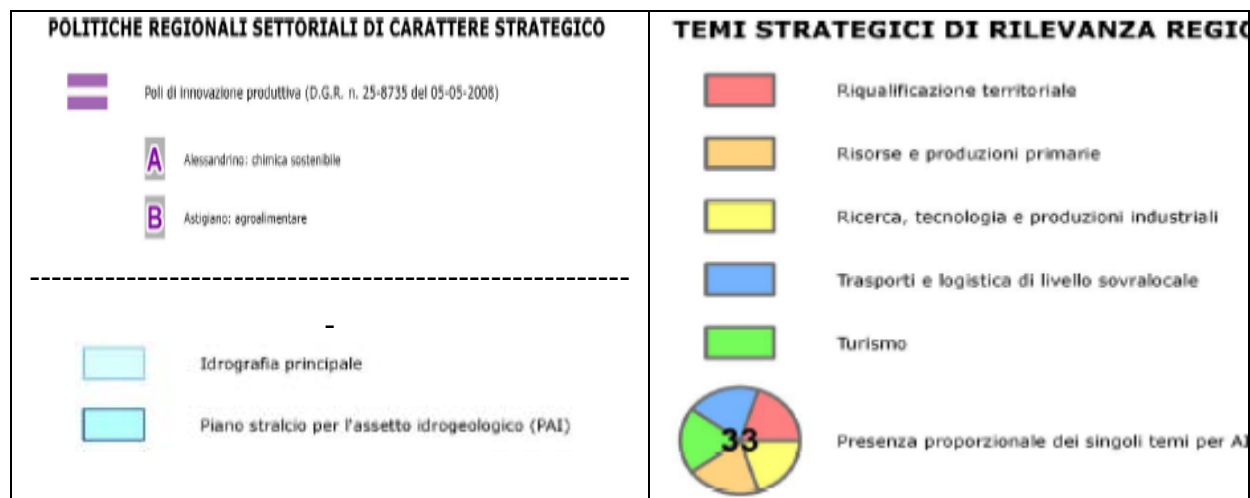 POLITICHE REGIONALI SETTORIALI DI CARATTERE STRATEGICO
Poli di innovazione produttiva (D.G.R. n. 25-8735 del 05-05-2008)
A Alessandrino: chimica sostenibile
B Astigiano: agroalimentare
Idrografia principale
Piano stralcio per l'assetto idrogeologico (PAI)
TEMI STRATEGICI DI RILEVANZA REGIO
Riqualificazione territoriale
Risorse e produzioni primarie
Ricerca, tecnologia e produzioni industriali
Trasporti e logistica di livello sovralocale
Turismo
33 Presenza proporzionale dei singoli temi per AI